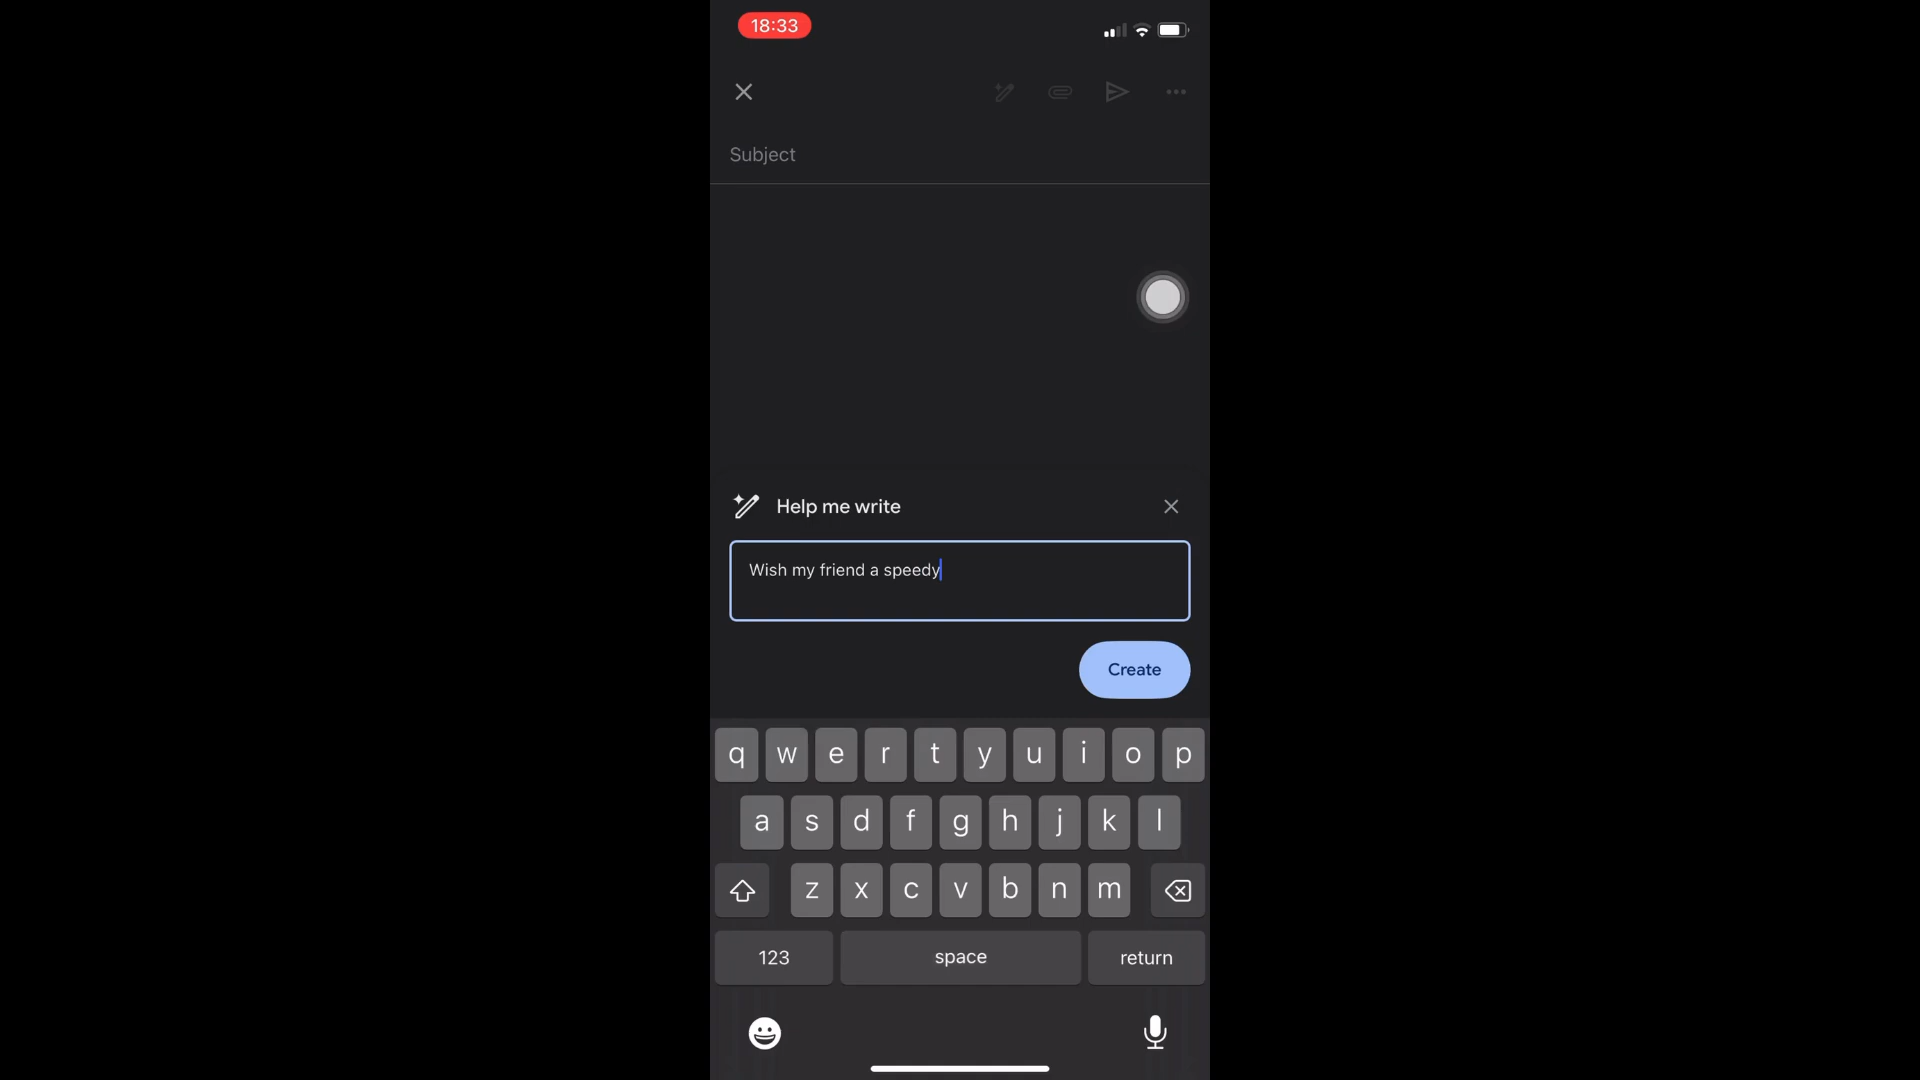 18:33
Subject
Help me write
Wish my friend a speedy
Create
q w e r t y u i o p
a s d f g h j k l
z x c v b n m
123 space return